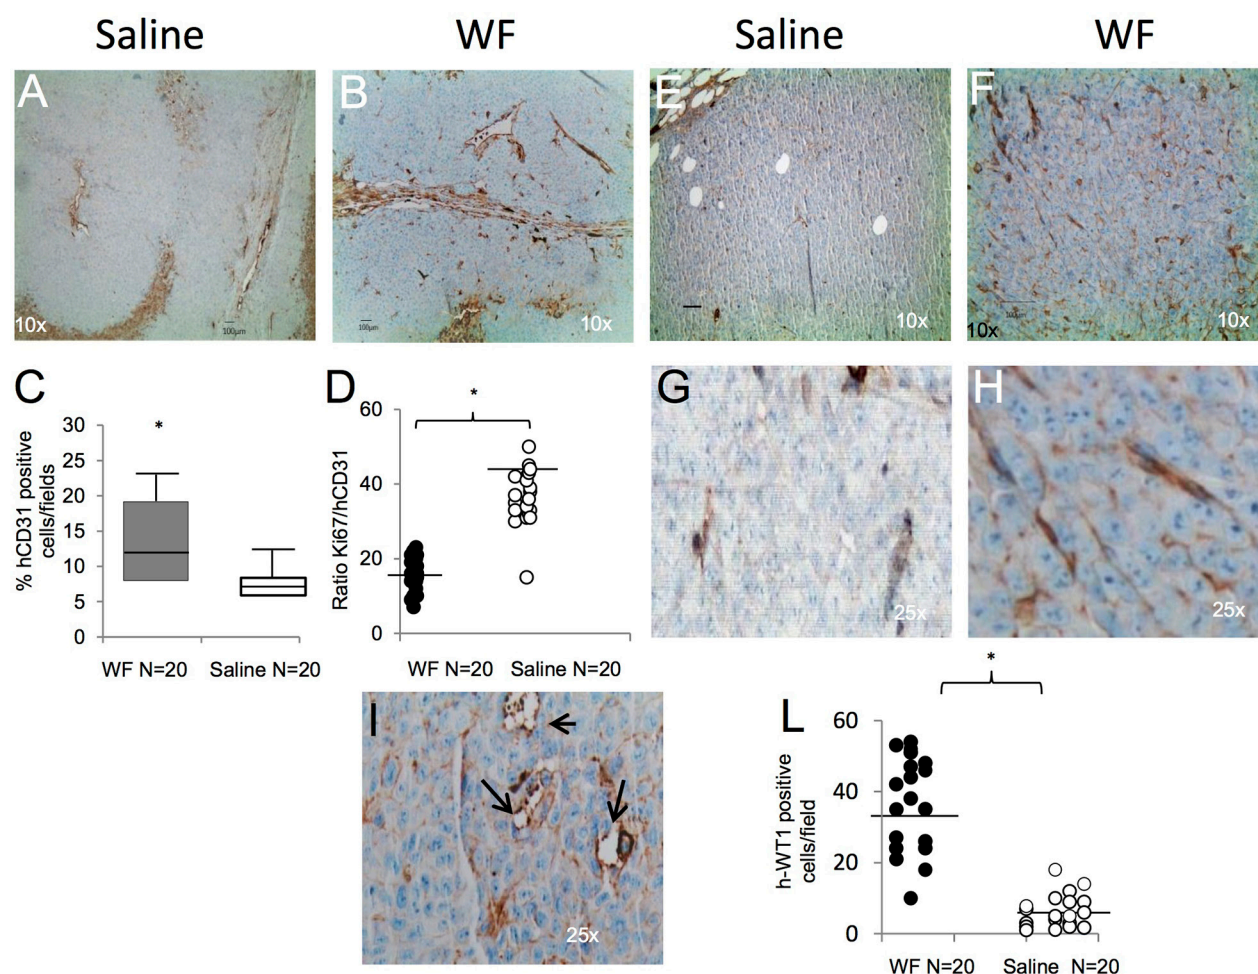 Saline WF Saline WF
A B E F
100µm 100µm 100µm
10x 10x 10x 10x 10x
C D G H
*
60
30 *
25
20 40
15
10 20
5
0 0
% hCD31 positive
cells/fields
Ratio Ki67/hCD31
WF N=20 Saline N=20 WF N=20 Saline N=20
25x 25x
I L
*
60
40
20
0
h-WT1 positive
cells/field
25x
WF N=20 Saline N=20